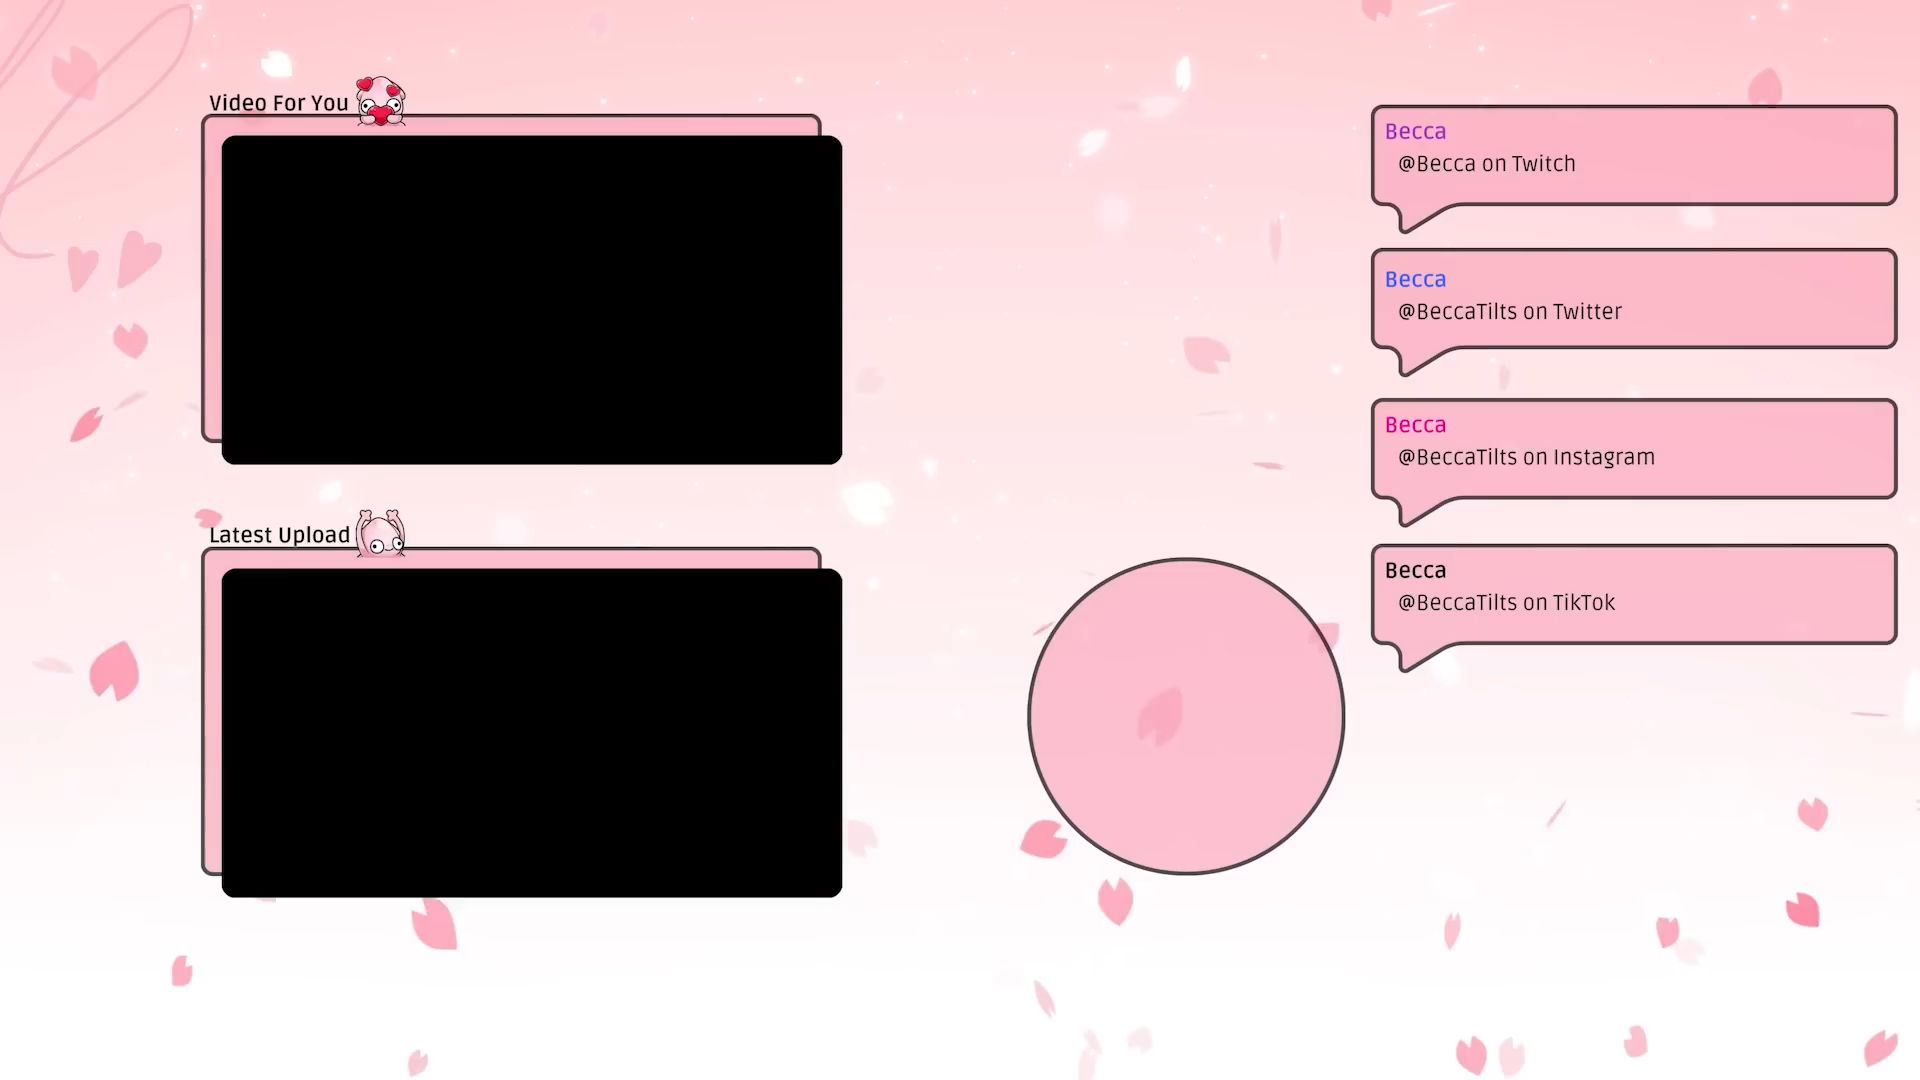 Video For You
Latest Upload
Becca
@Becca on Twitch
Becca
@BeccaTilts on Twitter
Becca
@BeccaTilts on Instagram
Becca
@BeccaTilts on TikTok